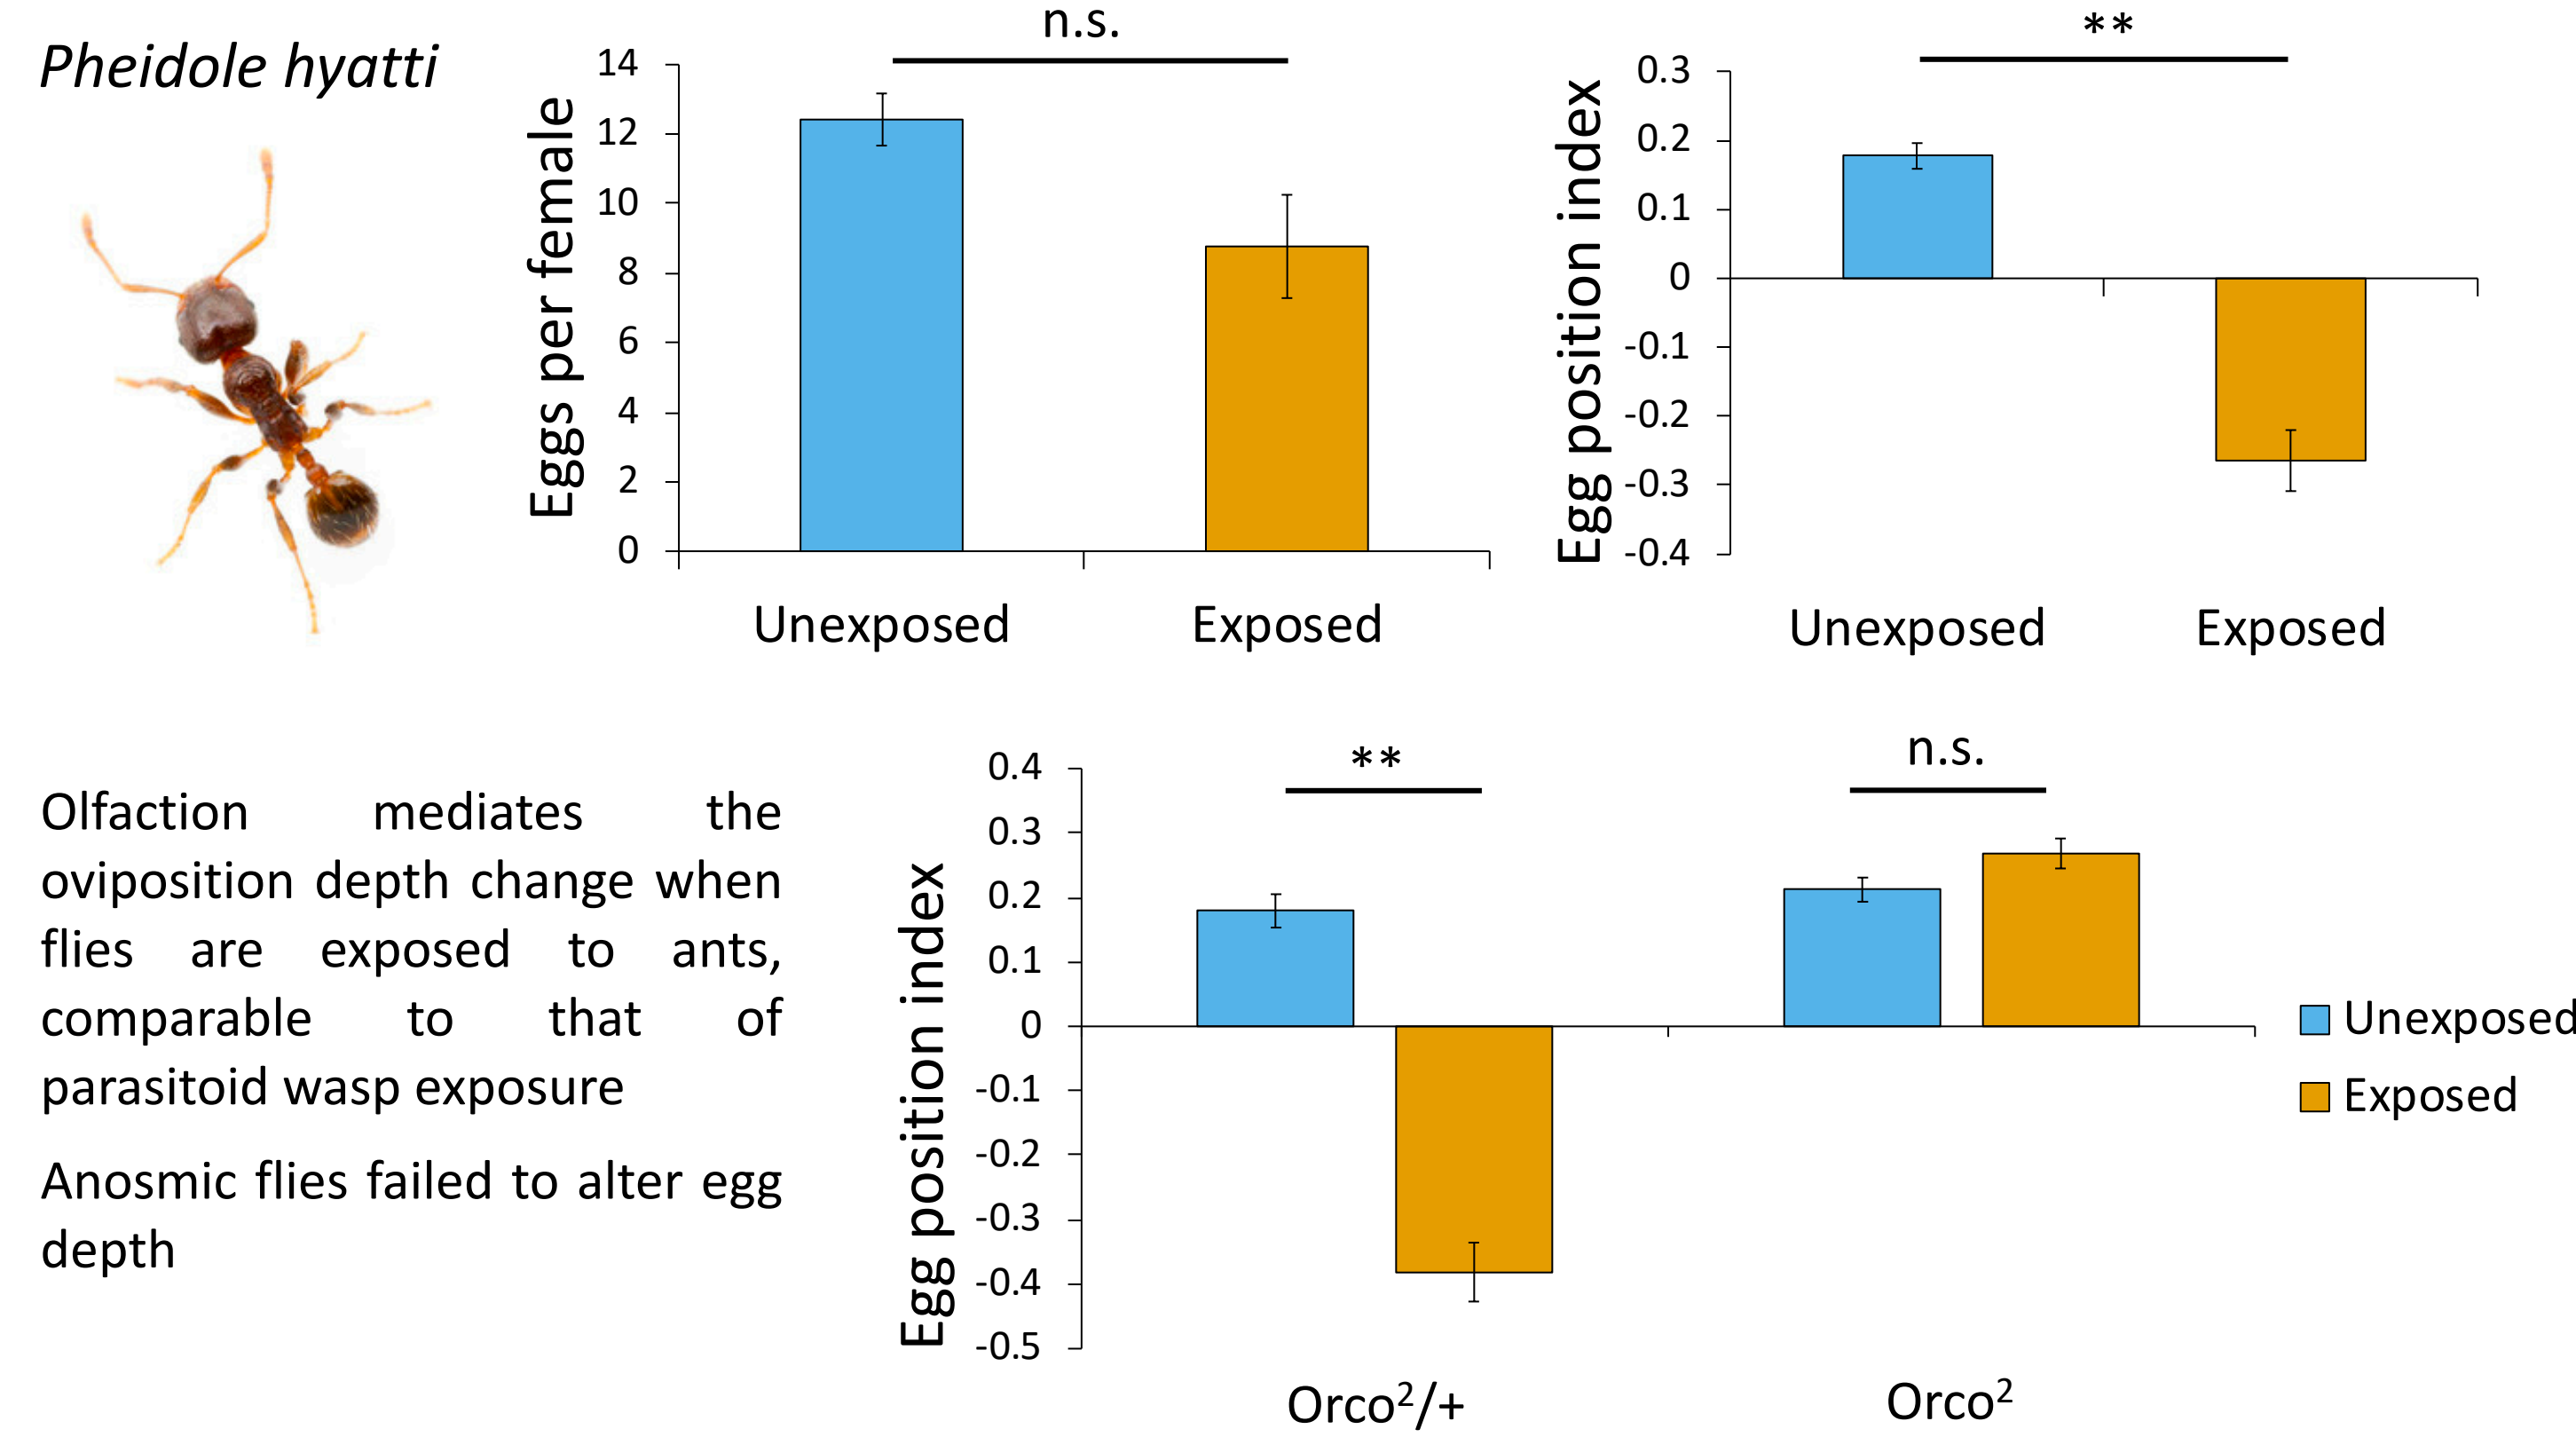 Pheidole hyatti
n.s.
14
12
10
8
6
4
2
0
Eggs per female
Unexposed
Exposed
**
0.3
0.2
0.1
0
-0.1
-0.2
-0.3
-0.4
Egg position index
Unexposed
Exposed
Olfaction mediates the
oviposition depth change when
flies are exposed to ants,
comparable to that of
parasitoid wasp exposure
Anosmic flies failed to alter egg
depth
**
n.s.
0.4
0.3
0.2
0.1
0
-0.1
-0.2
-0.3
-0.4
-0.5
Egg position index
Orco²/+
Orco²
Unexposed
Exposed